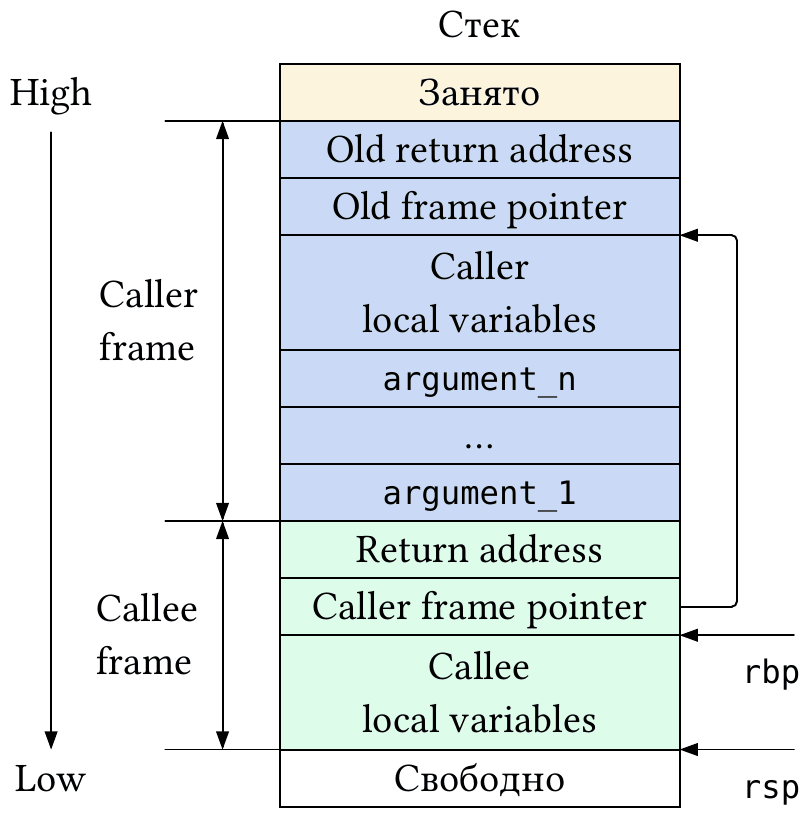 Стек
High
Занято
Old return address
Old frame pointer
Caller
local variables
Caller
frame
argument_n
...
argument_1
Return address
Caller frame pointer
Callee
frame
Callee
local variables
rbp
Low
Свободно
rsp